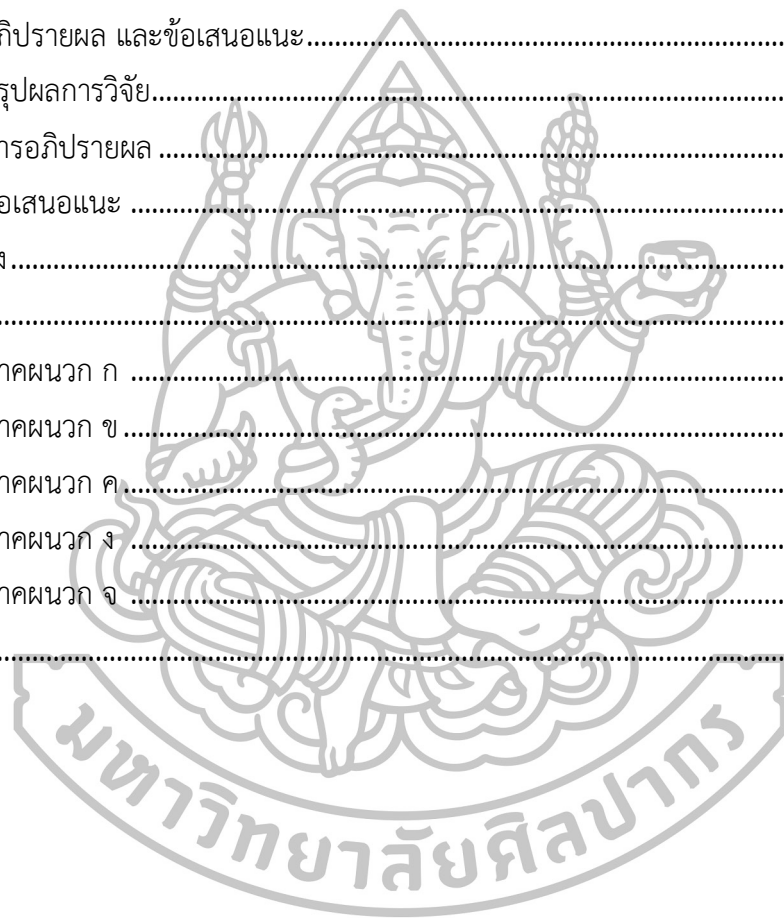 ภิปรายผล และข้อเสนอแนะ................................................................
รุปผลการวิจัย................................................................
ารอภิปรายผล ................................................................
อเสนอแนะ ................................................................
ง................................................................
................................................................
าคผนวก ก ................................................................
าคผนวก ข................................................................
าคผนวก ค................................................................
าคผนวก ง ................................................................
าคผนวก จ ................................................................
................................................................
มหาวิทยาลัยศิลปากร